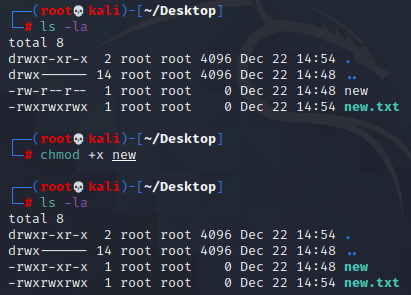 ┌──(root💀kali)-[~/Desktop]
└─# ls -la
total 8
drwxr-xr-x  2 root root 4096 Dec 22 14:54 .
drwx------ 14 root root 4096 Dec 22 14:48 ..
-rw-r--r--  1 root root    0 Dec 22 14:48 new
-rwxrwxrwx  1 root root    0 Dec 22 14:54 new.txt
┌──(root💀kali)-[~/Desktop]
└─# chmod +x new
┌──(root💀kali)-[~/Desktop]
└─# ls -la
total 8
drwxr-xr-x  2 root root 4096 Dec 22 14:54 .
drwx------ 14 root root 4096 Dec 22 14:48 ..
-rwxr-xr-x  1 root root    0 Dec 22 14:48 new
-rwxrwxrwx  1 root root    0 Dec 22 14:54 new.txt